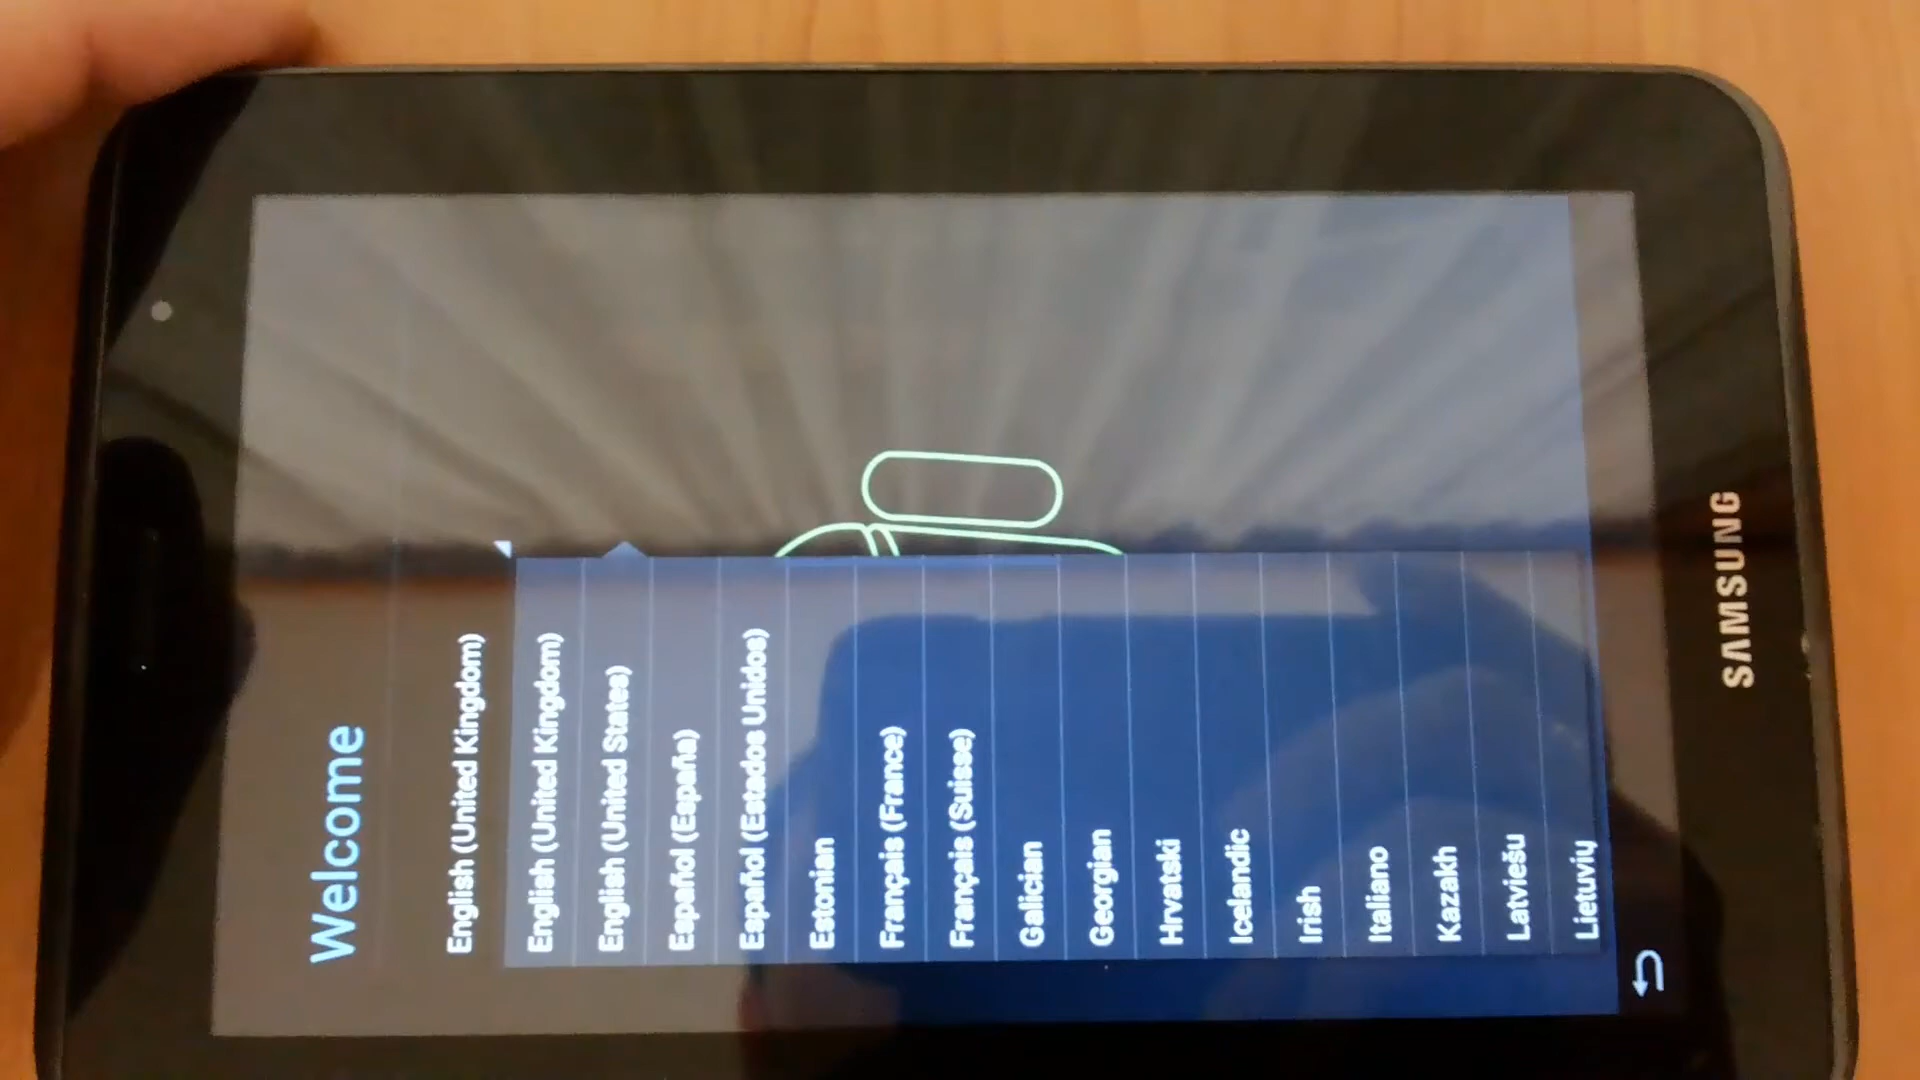 Welcome
English (United Kingdom)
English (United Kingdom)
English (United States)
Español (España)
Español (Estados Unidos)
Estonian
Français (France)
Français (Suisse)
Galician
Georgian
Hrvatski
Icelandic
Irish
Italiano
Kazakh
Latviešu
Lietuvių
SAMSUNG